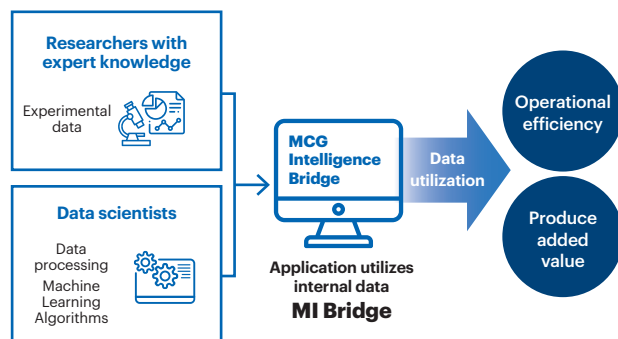 Researchers with
expert knowledge
Experimental
data
Data scientists
Data
processing
Machine
Learning
Algorithms
MCG
Intelligence
Bridge
Application utilizes
internal data
MI Bridge
Data
utilization
Operational
efficiency
Produce
added
value